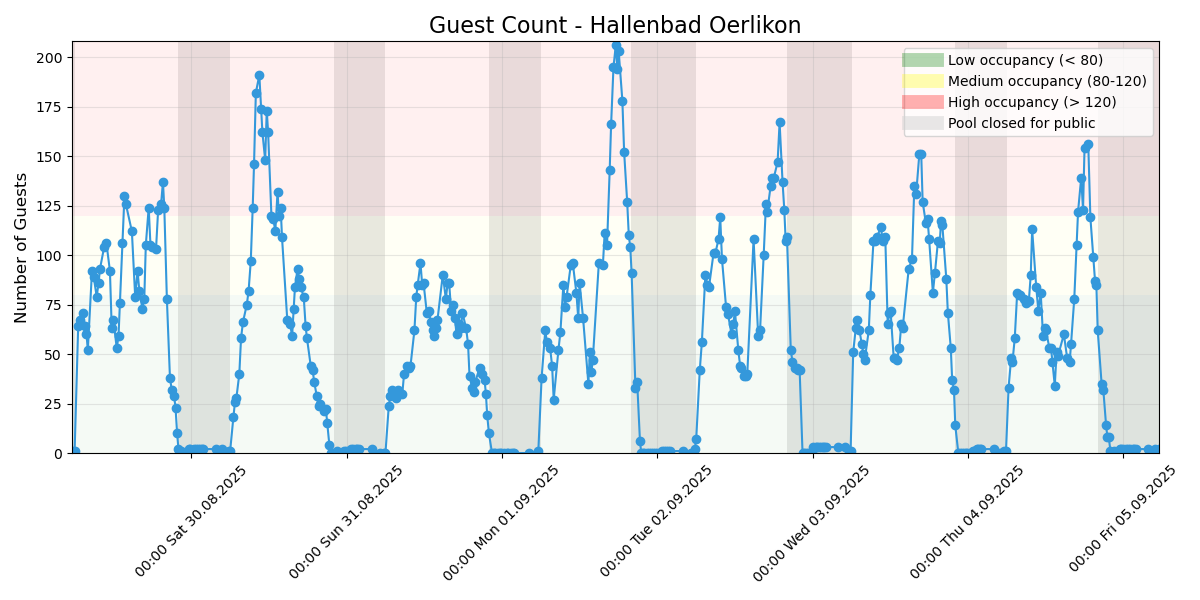 Guest Count - Hallenbad Oerlikon
Number of Guests
200
175
150
125
100
75
50
25
0
Low occupancy (< 80)
Medium occupancy (80-120)
High occupancy (> 120)
Pool closed for public
00:00 Sat 30.08.2025
00:00 Sun 31.08.2025
00:00 Mon 01.09.2025
00:00 Tue 02.09.2025
00:00 Wed 03.09.2025
00:00 Thu 04.09.2025
00:00 Fri 05.09.2025